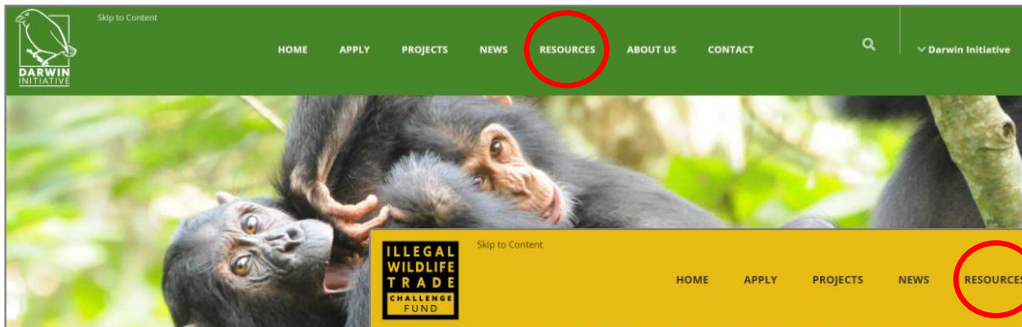 Skip to Content
HOME APPLY PROJECTS NEWS RESOURCES ABOUT US CONTACT Darwin Initiative
DARWIN
INITIATIVE
Skip to Content
ILLEGAL
WILDLIFE
TRADE
CHALLENGE
FUND
HOME APPLY PROJECTS NEWS RESOURCES